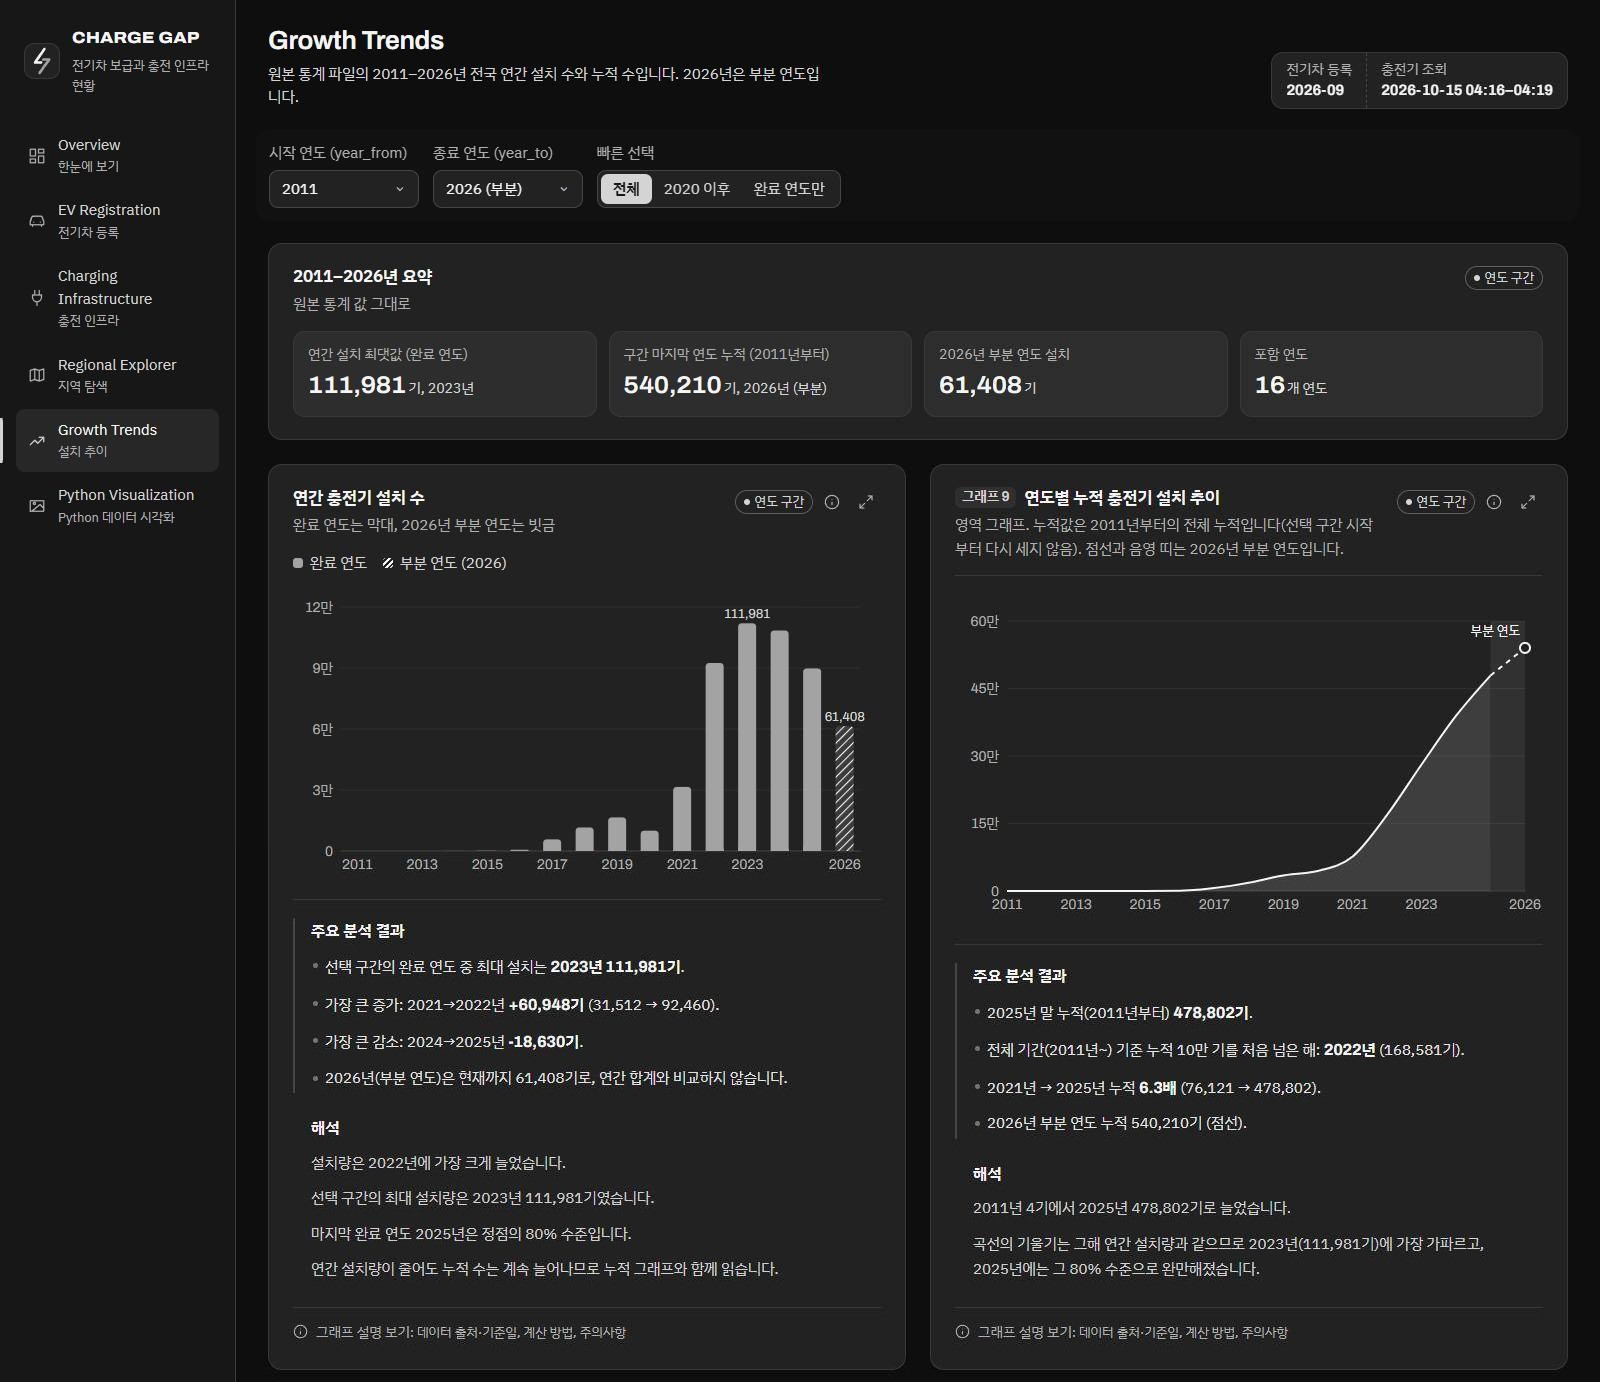 CHARGE GAP
전기차 보급과 충전 인프라
현황
Overview
한눈에 보기
EV Registration
전기차 등록
Charging
Infrastructure
충전 인프라
Regional Explorer
지역 탐색
Growth Trends
설치 추이
Python Visualization
Python 데이터 시각화
Growth Trends
원본 통계 파일의 2011–2026년 전국 연간 설치 수와 누적 수입니다. 2026년은 부분 연도입
니다.
전기차 등록
2026-09
충전기 조회
2026-10-15 04:16–04:19
시작 연도 (year_from)
2011
종료 연도 (year_to)
2026 (부분)
빠른 선택
전체 2020 이후 완료 연도만
2011–2026년 요약
원본 통계 값 그대로
연도 구간
연간 설치 최댓값 (완료 연도)
111,981 기, 2023년
구간 마지막 연도 누적 (2011년부터)
540,210 기, 2026년 (부분)
2026년 부분 연도 설치
61,408 기
포함 연도
16 개 연도
연간 충전기 설치 수
완료 연도는 막대, 2026년 부분 연도는 빗금
연도 구간
완료 연도 부분 연도 (2026)
12만
9만
6만
3만
0
111,981
61,408
2011 2013 2015 2017 2019 2021 2023 2026
주요 분석 결과
선택 구간의 완료 연도 중 최대 설치는 2023년 111,981기.
가장 큰 증가: 2021→2022년 +60,948기 (31,512 → 92,460).
가장 큰 감소: 2024→2025년 -18,630기.
2026년(부분 연도)은 현재까지 61,408기로, 연간 합계와 비교하지 않습니다.
해석
설치량은 2022년에 가장 크게 늘었습니다.
선택 구간의 최대 설치량은 2023년 111,981기였습니다.
마지막 완료 연도 2025년은 정점의 80% 수준입니다.
연간 설치량이 줄어도 누적 수는 계속 늘어나므로 누적 그래프와 함께 읽습니다.
그래프 설명 보기: 데이터 출처·기준일, 계산 방법, 주의사항
그래프 9 연도별 누적 충전기 설치 추이
영역 그래프. 누적값은 2011년부터의 전체 누적입니다(선택 구간 시작
부터 다시 세지 않음). 점선과 음영 띠는 2026년 부분 연도입니다.
연도 구간
60만
45만
30만
15만
0
부분 연도
2011 2013 2015 2017 2019 2021 2023 2026
주요 분석 결과
2025년 말 누적(2011년부터) 478,802기.
전체 기간(2011년~) 기준 누적 10만 기를 처음 넘은 해: 2022년 (168,581기).
2021년 → 2025년 누적 6.3배 (76,121 → 478,802).
2026년 부분 연도 누적 540,210기 (점선).
해석
2011년 4기에서 2025년 478,802기로 늘었습니다.
곡선의 기울기는 그해 연간 설치량과 같으므로 2023년(111,981기)에 가장 가파르고,
2025년에는 그 80% 수준으로 완만해졌습니다.
그래프 설명 보기: 데이터 출처·기준일, 계산 방법, 주의사항